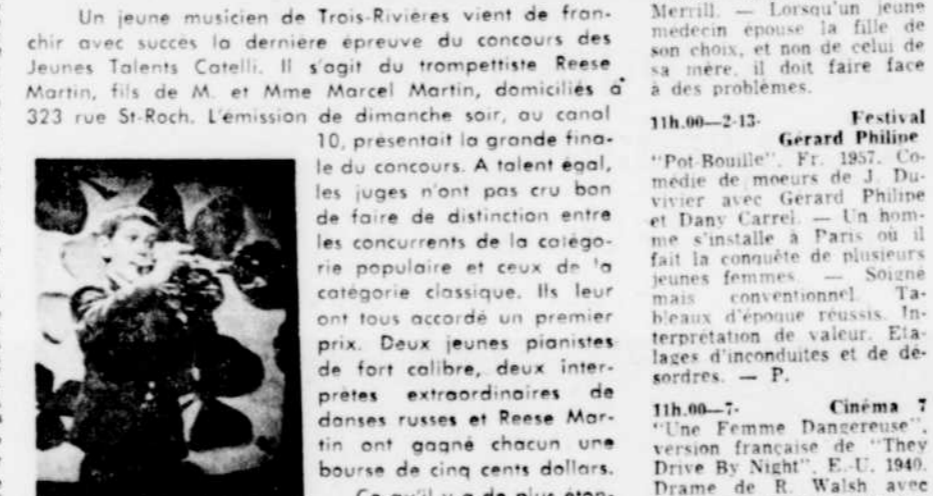 Un jeune musicien de Trois-Rivières vient de fran-
chir avec succès la dernière épreuve du concours des
Jeunes Talents Catelli. Il s'agit du trompettiste Reese
Martin, fils de M. et Mme Marcel Martin, domiciliés à
323 rue St-Roch. L'émission de dimanche soir, au canal
10, présentait la grande fina-
le du concours. A talent égal,
les juges n'ont pas cru bon
de faire de distinction entre
les concurrents de la catégo-
rie populaire et ceux de la
catégorie classique. Ils leur
ont tous accordé un premier
prix. Deux jeunes pianistes
de fort calibre, deux inter-
prètes extraordinaires de
danses russes et Reese Mar-
tin ont gagné chacun une
bourse de cinq cents dollars.
Ce qu'il y a de plus éton-
Merrill. — Lorsqu'un jeune
médecin épouse la fille de
son choix, et non de celui de
sa mère, il doit faire face
à des problèmes.
11h.00—2-13- Festival
Gérard Philipe
"Pot-Bouille". Fr. 1957. Co-
médie de moeurs de J. Du-
vivier avec Gérard Philipe
et Dany Carrel. — Un hom-
me s'installe à Paris où il
fait la conquête de plusieurs
jeunes femmes. — Soigné
mais conventionnel. Ta-
bleaux d'époque réussis. In-
terprétation de valeur. Eta-
lages d'inconduites et de dé-
sordres. — P.
11h.00—7- Cinéma 7
"Une Femme Dangereuse",
version française de "They
Drive By Night". E.-U. 1940.
Drame de R. Walsh avec